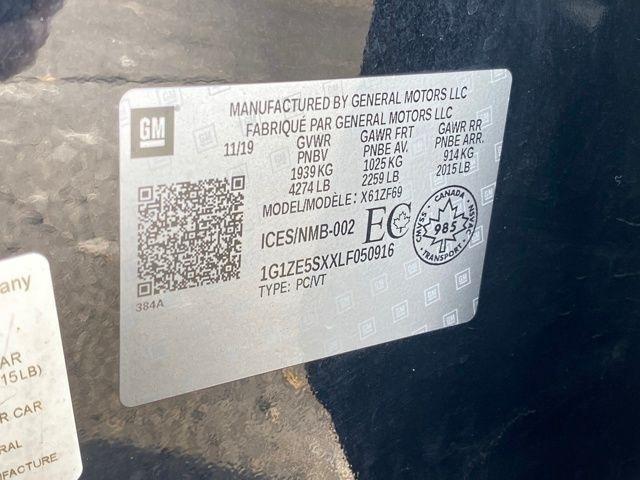 GM
MANUFACTURED BY GENERAL MOTORS LLC
FABRIQUÉ PAR GENERAL MOTORS LLC
11/19 GVWR GAWR FRT GAWR RR
PNBV PNBE AV. PNBE ARR.
1939 KG 1025 KG 914 KG
4274 LB 2259 LB 2015 LB
MODEL/MODÈLE: X61ZF69
ICES/NMB-002 EC
CANADA
CMVSS NSVAC
985
TRANSPORT
1G1ZE5SXXLF050916
TYPE: PC/VT
384A
any
AR
15LB)
R CAR
RAL
UFACTURE.